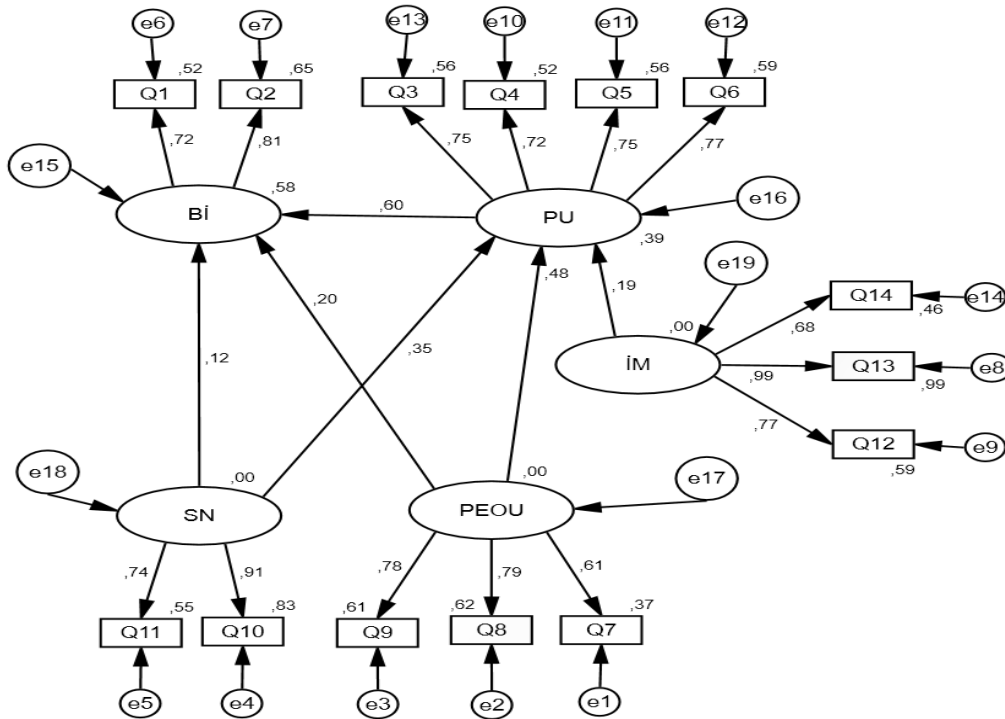 e6
e7
e13
e10
e11
e12
,52
,65
,56
,52
,56
,59
Q1
Q2
Q3
Q4
Q5
Q6
,72
,81
,75
,72
,75
,77
e15
,58
e16
Bİ
,60
PU
,39
e19
,48
,20
,19
,00
Q14
e14
,46
,68
,35
,12
İM
,99
Q13
e8
,99
,77
Q12
e9
,59
e18
,00
,00
e17
SN
PEOU
,74
,91
,78
,79
,61
,55
,83
,61
,62
,37
Q11
Q10
Q9
Q8
Q7
e5
e4
e3
e2
e1